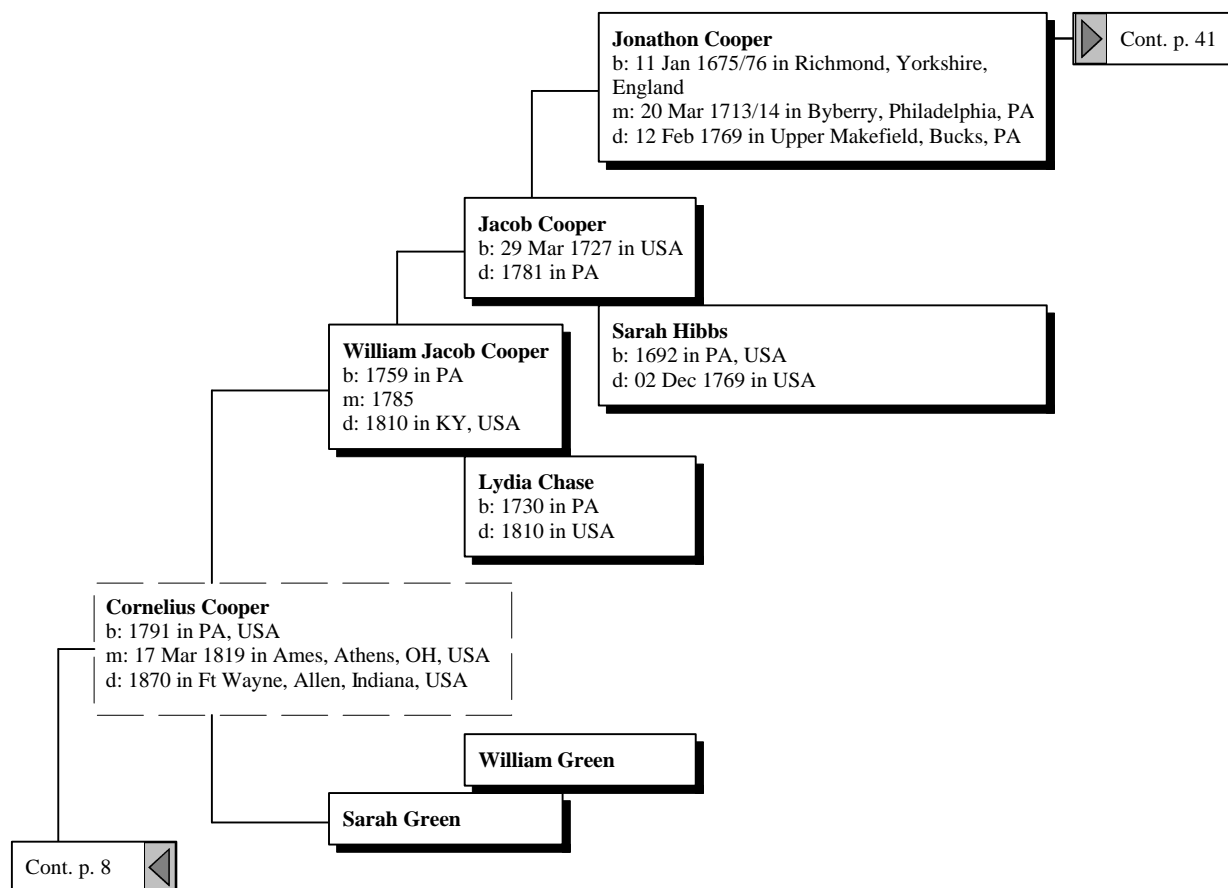 Jonathon Cooper
b: 11 Jan 1675/76 in Richmond, Yorkshire,
England
m: 20 Mar 1713/14 in Byberry, Philadelphia, PA
d: 12 Feb 1769 in Upper Makefield, Bucks, PA
Cont. p. 41
Jacob Cooper
b: 29 Mar 1727 in USA
d: 1781 in PA
Sarah Hibbs
b: 1692 in PA, USA
d: 02 Dec 1769 in USA
William Jacob Cooper
b: 1759 in PA
m: 1785
d: 1810 in KY, USA
Lydia Chase
b: 1730 in PA
d: 1810 in USA
Cornelius Cooper
b: 1791 in PA, USA
m: 17 Mar 1819 in Ames, Athens, OH, USA
d: 1870 in Ft Wayne, Allen, Indiana, USA
William Green
Sarah Green
Cont. p. 8